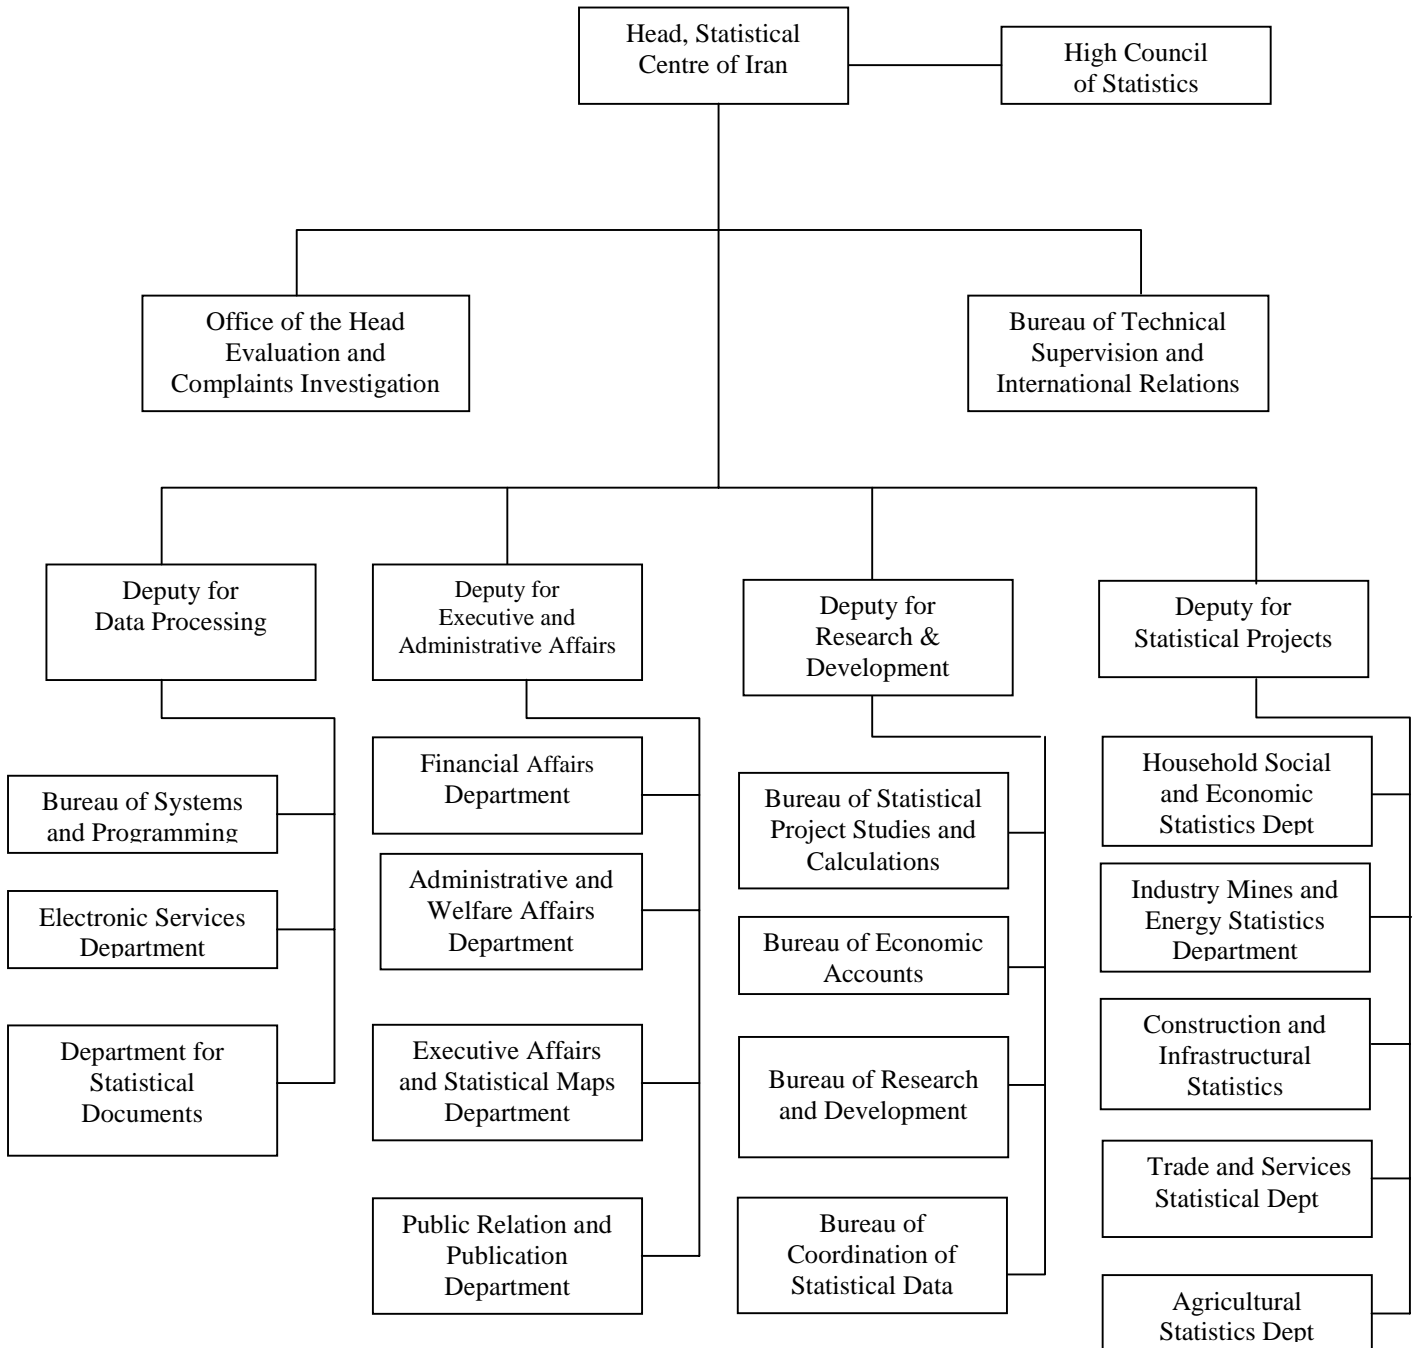 Head, Statistical
Centre of Iran
High Council
of Statistics
Office of the Head
Evaluation and
Complaints Investigation
Bureau of Technical
Supervision and
International Relations
Deputy for
Data Processing
Deputy for
Executive and
Administrative Affairs
Deputy for
Research &
Development
Deputy for
Statistical Projects
Bureau of Systems
and Programming
Electronic Services
Department
Department for
Statistical
Documents
Financial Affairs
Department
Administrative and
Welfare Affairs
Department
Executive Affairs
and Statistical Maps
Department
Public Relation and
Publication
Department
Bureau of Statistical
Project Studies and
Calculations
Bureau of Economic
Accounts
Bureau of Research
and Development
Bureau of
Coordination of
Statistical Data
Household Social
and Economic
Statistics Dept
Industry Mines and
Energy Statistics
Department
Construction and
Infrastructural
Statistics
Trade and Services
Statistical Dept
Agricultural
Statistics Dept